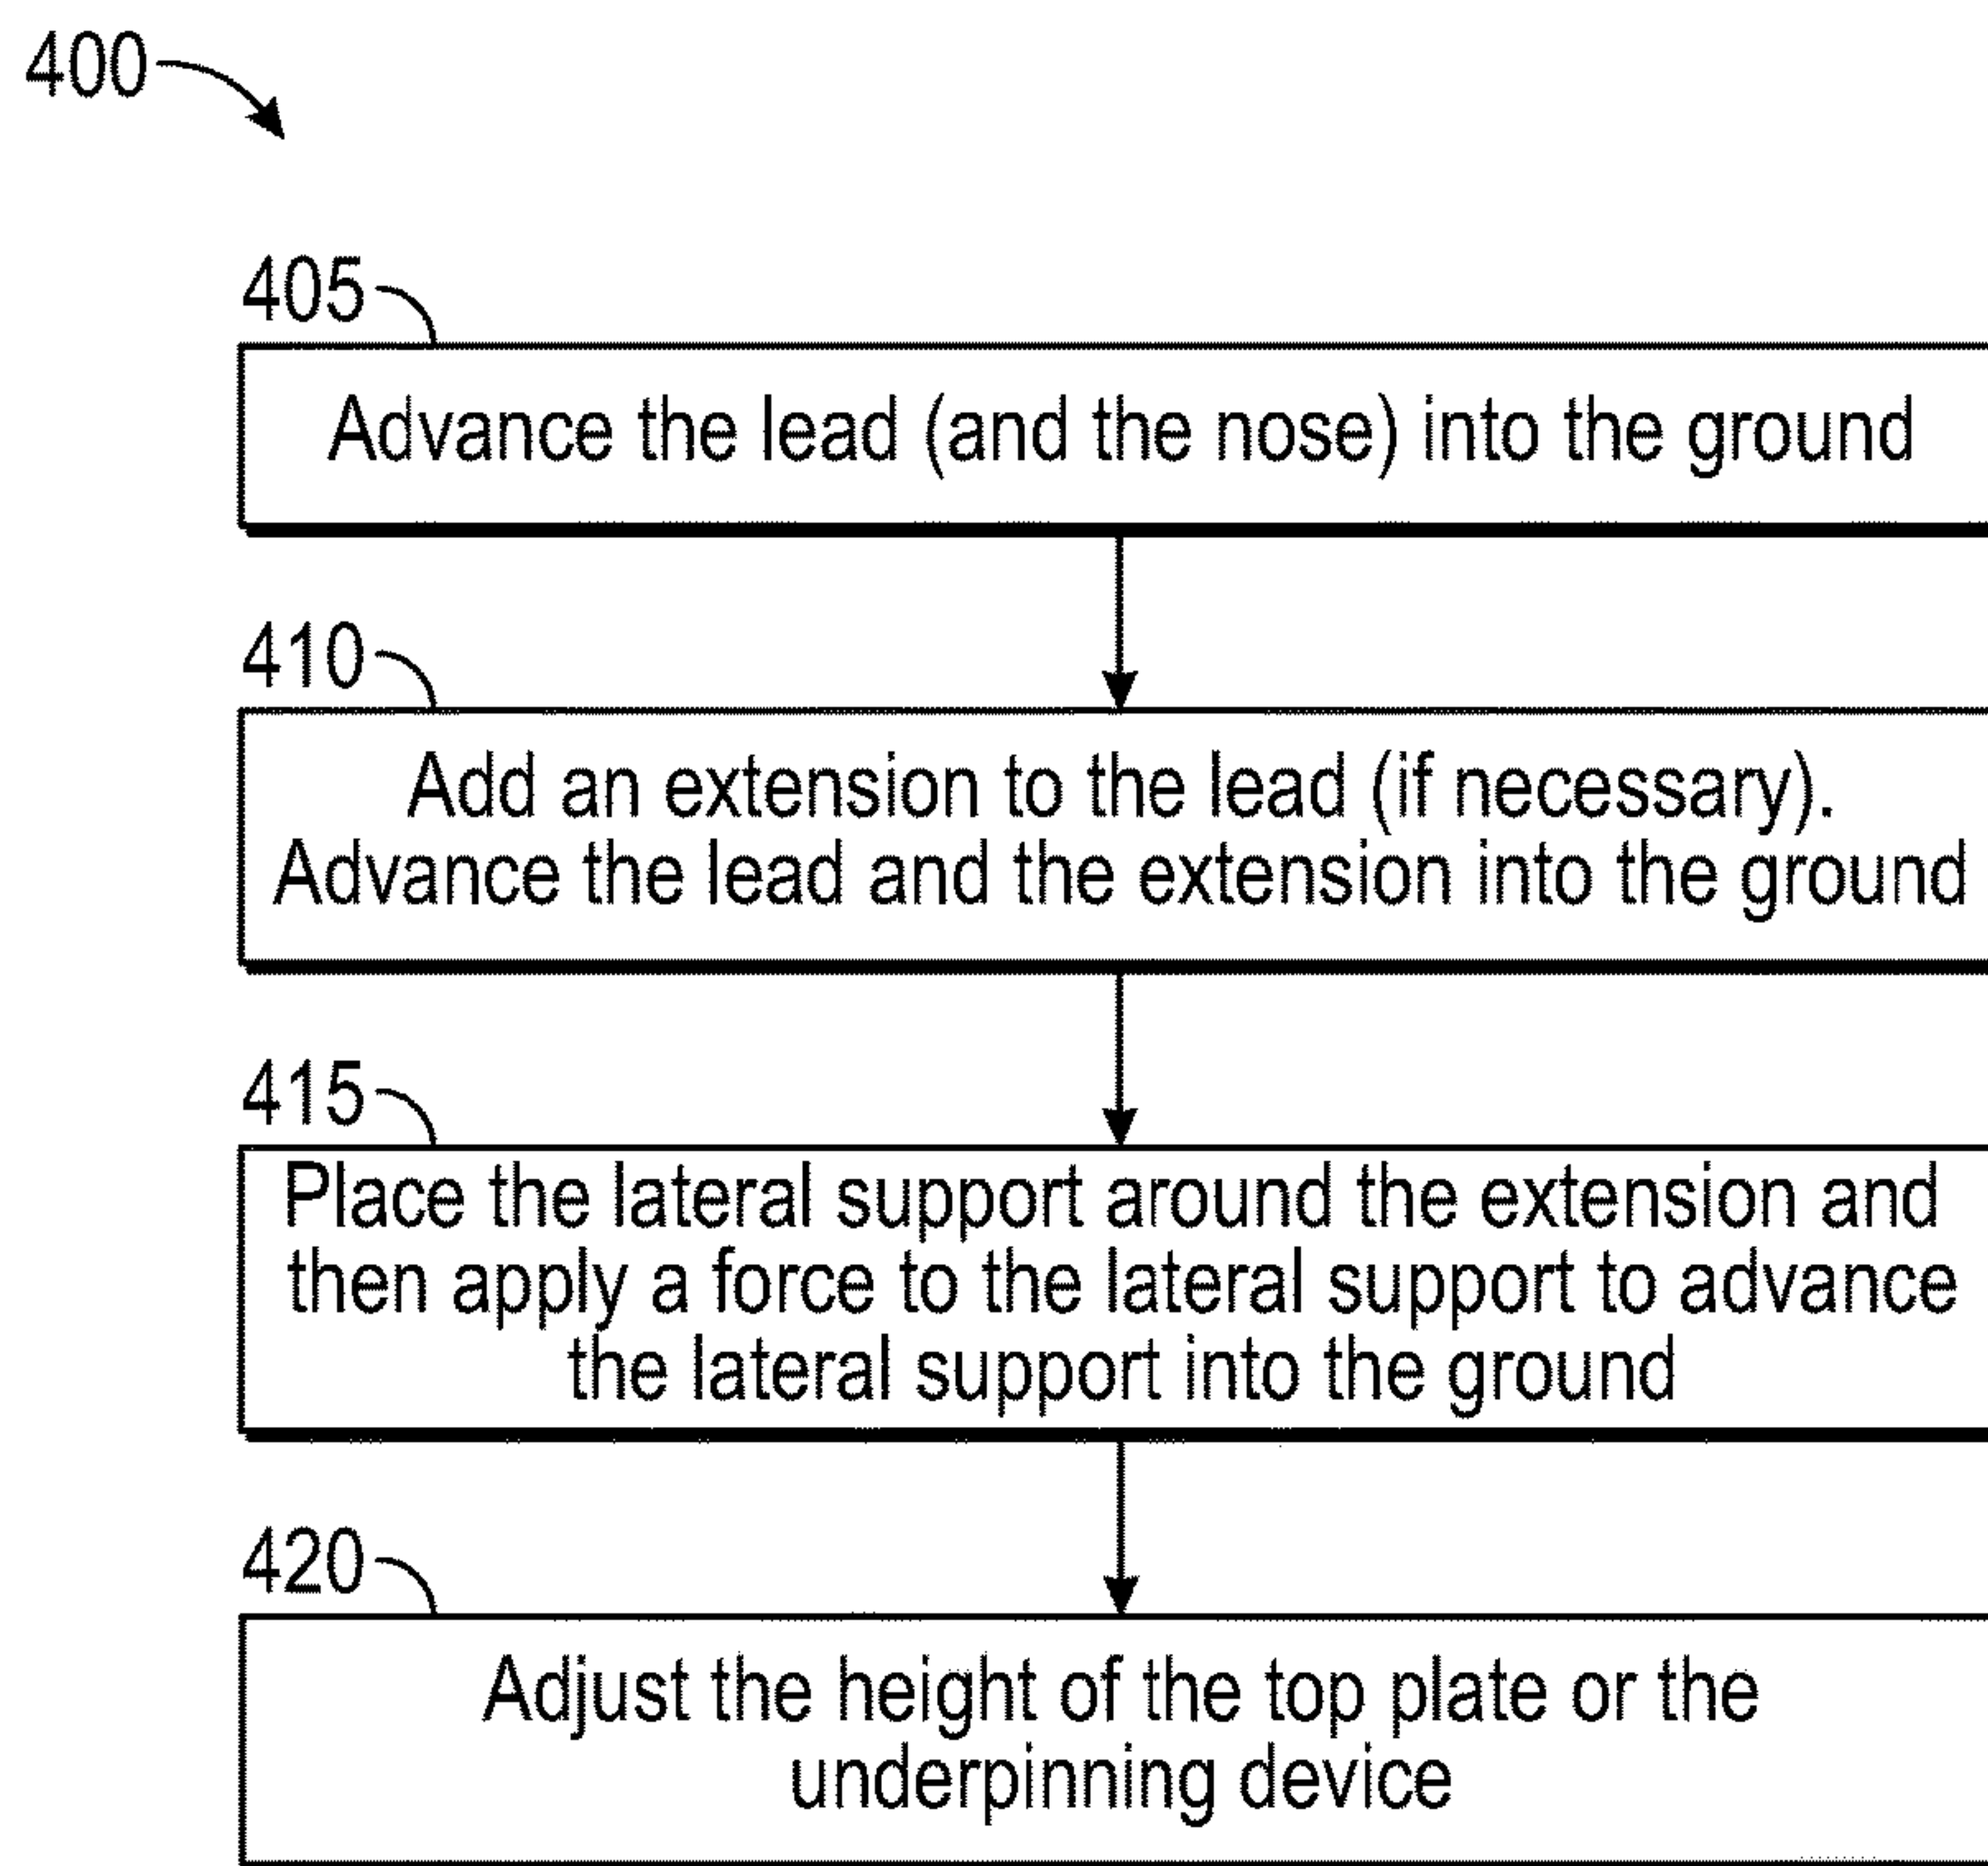 400
405
Advance the lead (and the nose) into the ground
410
Add an extension to the lead (if necessary).
Advance the lead and the extension into the ground
415
Place the lateral support around the extension and
then apply a force to the lateral support to advance
the lateral support into the ground
420
Adjust the height of the top plate or the
underpinning device